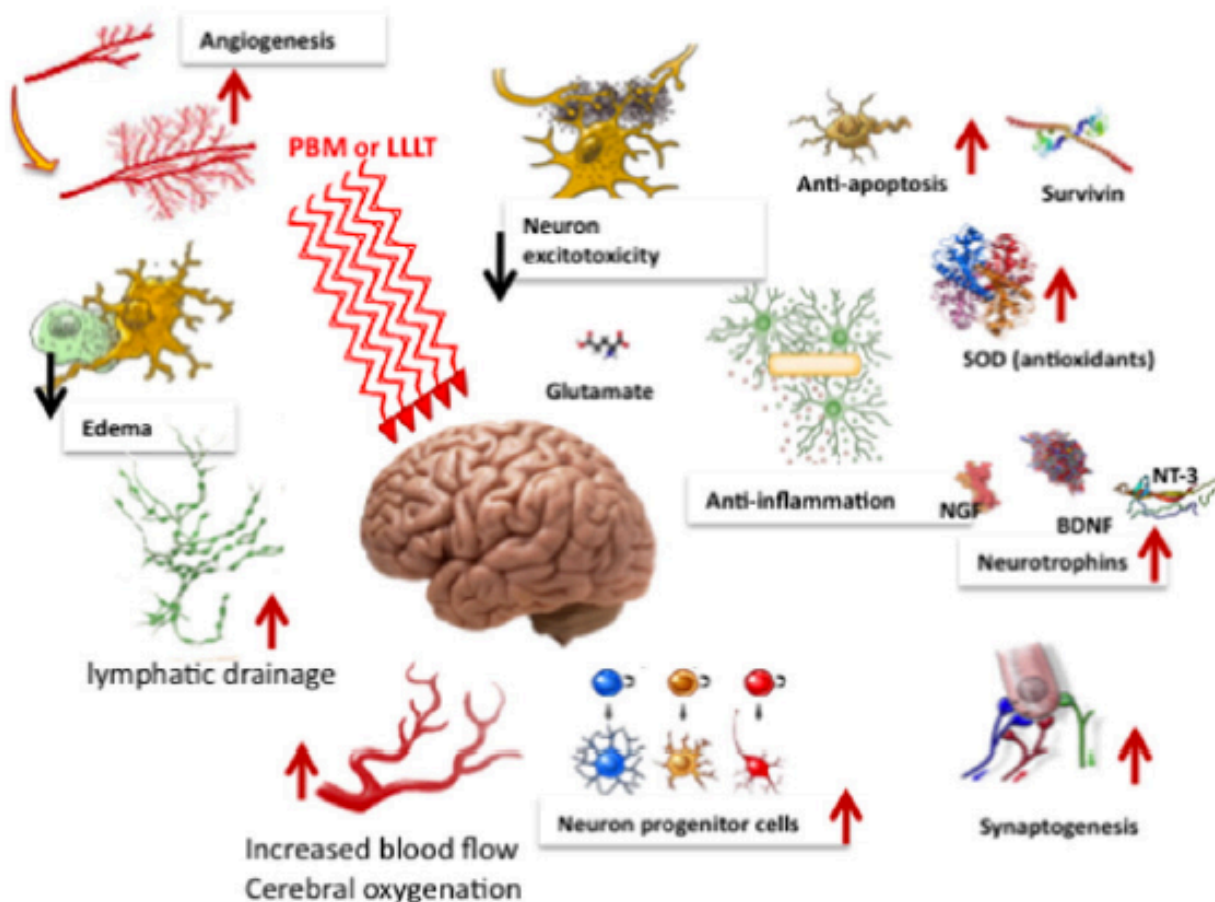 Angiogenesis
PBM or LLLT
Neuron
excitotoxicity
Anti-apoptosis
Survivin
Glutamate
SOD (antioxidants)
Edema
Anti-inflammation
NGF
BDNF
NT-3
Neurotrophins
lymphatic drainage
Increased blood flow
Cerebral oxygenation
Neuron progenitor cells
Synaptogenesis